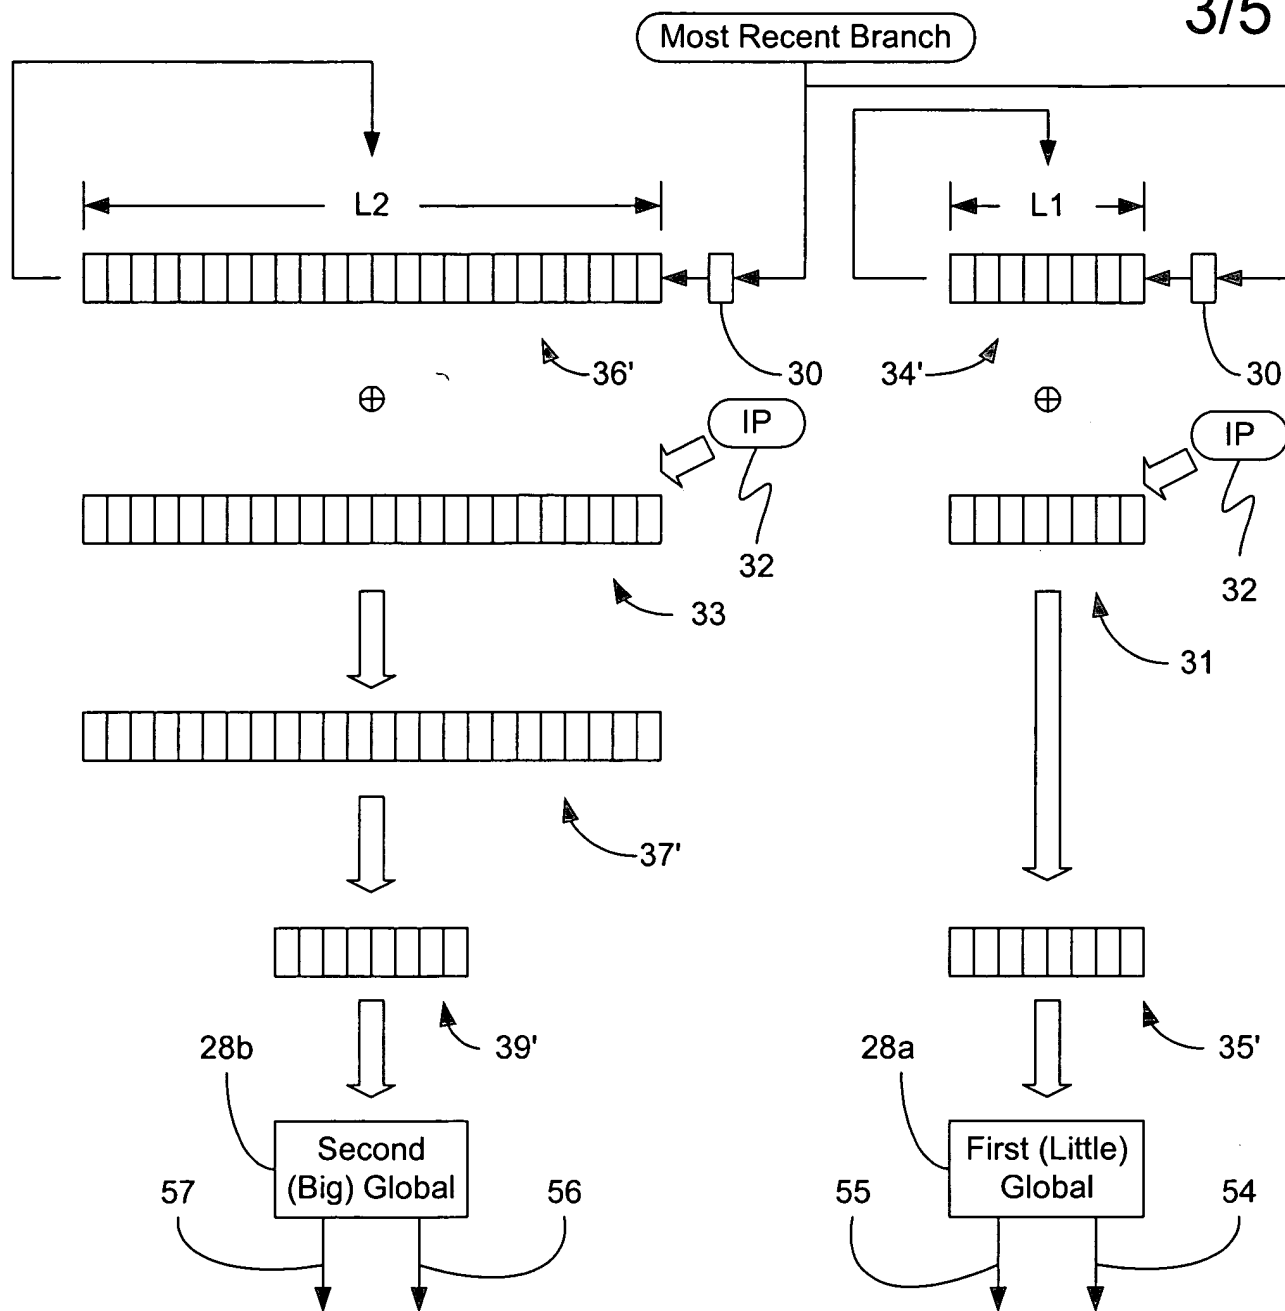 3/5
Most Recent Branch
L2
L1
36'
30
34'
30
IP
IP
32
32
33
31
37'
28b
39'
28a
35'
Second
(Big) Global
First (Little)
Global
57
56
55
54